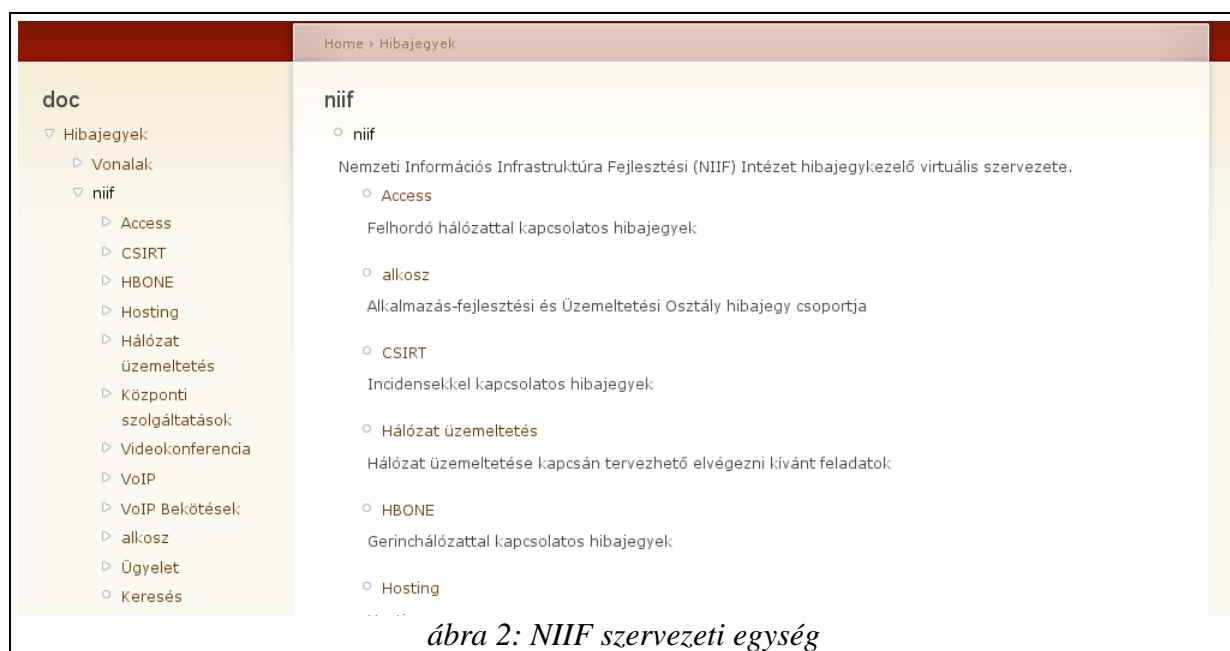 Home › Hibajegyek
doc
Hibajegyek
Vonalak
niif
Access
CSIRT
HBONE
Hosting
Hálózat
üzemeltetés
Központi
szolgáltatások
Videokonferencia
VoIP
VoIP Bekötések
alkosz
Ügyelet
Keresés
niif
niif
Nemzeti Információs Infrastruktúra Fejlesztési (NIIF) Intézet hibajegykezelő virtuális szervezete.
Access
Felhordó hálózattal kapcsolatos hibajegyek
alkosz
Alkalmazás-fejlesztési és Üzemeltetési Osztály hibajegy csoportja
CSIRT
Incidensekkel kapcsolatos hibajegyek
Hálózat üzemeltetés
Hálózat üzemeltetése kapcsán tervezhető elvégezni kívánt feladatok
HBONE
Gerinchálózattal kapcsolatos hibajegyek
Hosting
ábra 2: NIIF szervezeti egység